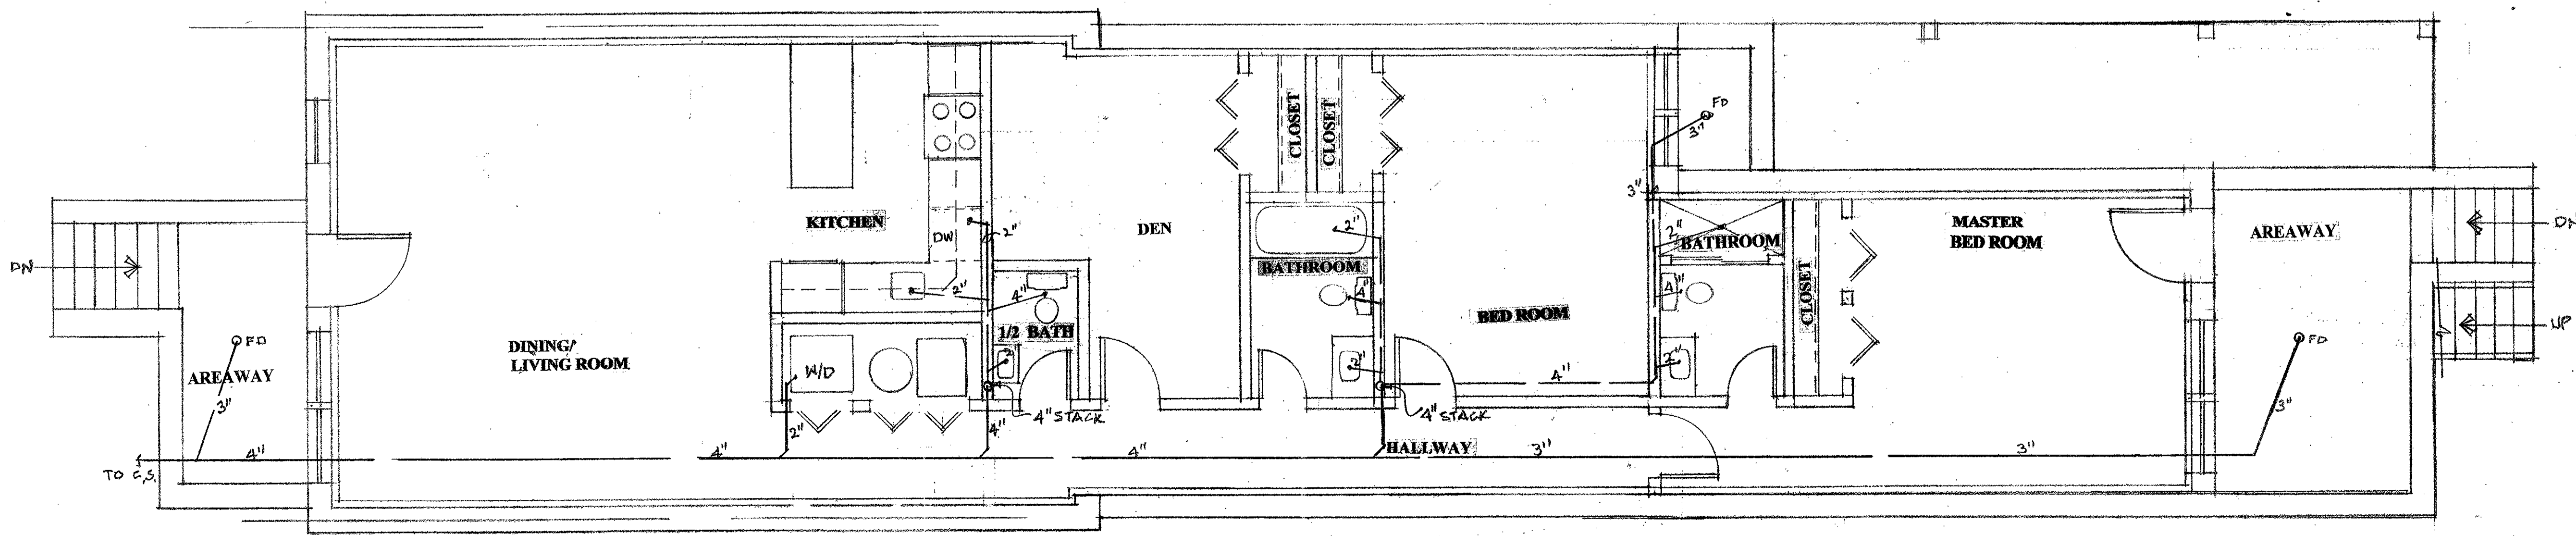 FD
3"
CLOSET
CLOSET
3"
KITCHEN
2"
DW
DEN
2"
2"
BATHROOM
MASTER
BED ROOM
AREAWAY
DN
DN
BATHROOM
4"
2"
4"
4"
CLOSET
1/2 BATH
BED ROOM
UP
FD
DINING/
LIVING ROOM
FD
AREAWAY
W/D
2"
2"
2"
4"
3"
3"
4" STACK
4" STACK
2"
4"
HALLWAY
4"
4"
4"
3"
3"
TO C.S.